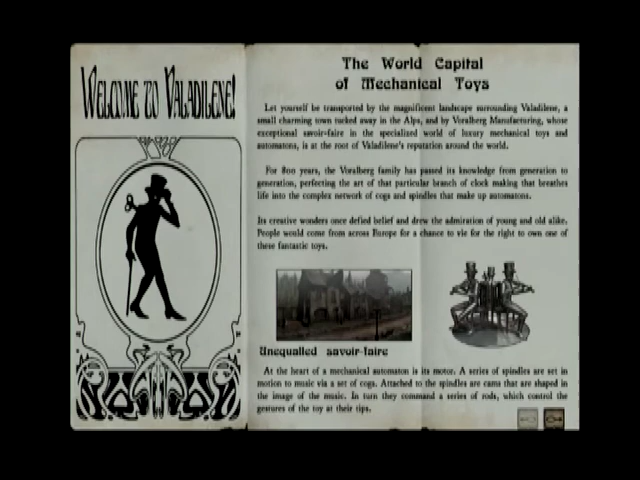 Welcome to Valadilene!
The World Capital
of Mechanical Toys
Let yourself be transported by the magnificent landscape surrounding Valadilene, a
small charming town tucked away in the Alps, and by Voralberg Manufacturing, whose
exceptional savoir-faire in the specialized world of luxury mechanical toys and
automatons, is at the root of Valadilene's reputation around the world.
For 800 years, the Voralberg family has passed its knowledge from generation to
generation, perfecting the art of that particular branch of clock making that breathes
life into the complex network of cogs and spindles that make up automatons.
Its creative wonders once defied belief and drew the admiration of young and old alike.
People would come from across Europe for a chance to vie for the right to own one of
these fantastic toys.
Unequalled savoir-faire
At the heart of a mechanical automaton is its motor. A series of spindles are set in
motion to music via a set of cogs. Attached to the spindles are cams that are shaped in
the image of the music. In turn they command a series of rods, which control the
gestures of the toy at their tips.